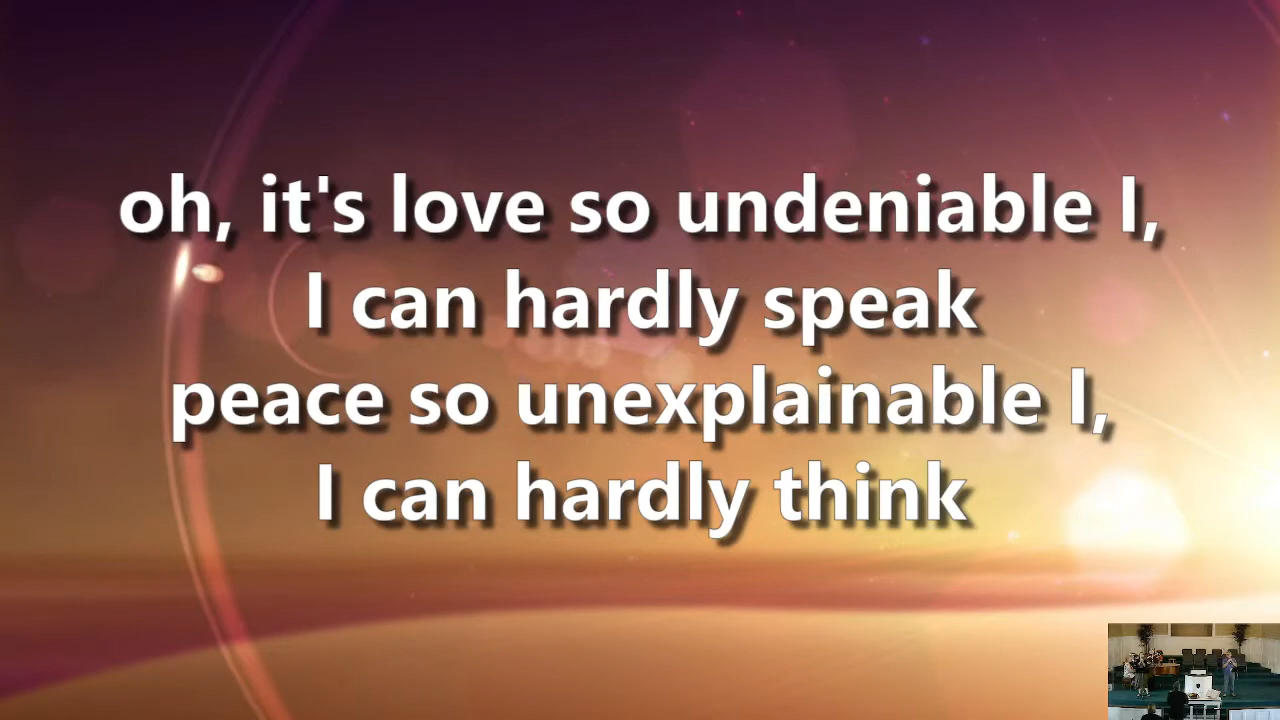 oh, it's love so undeniable I,
I can hardly speak
peace so unexplainable I,
I can hardly think